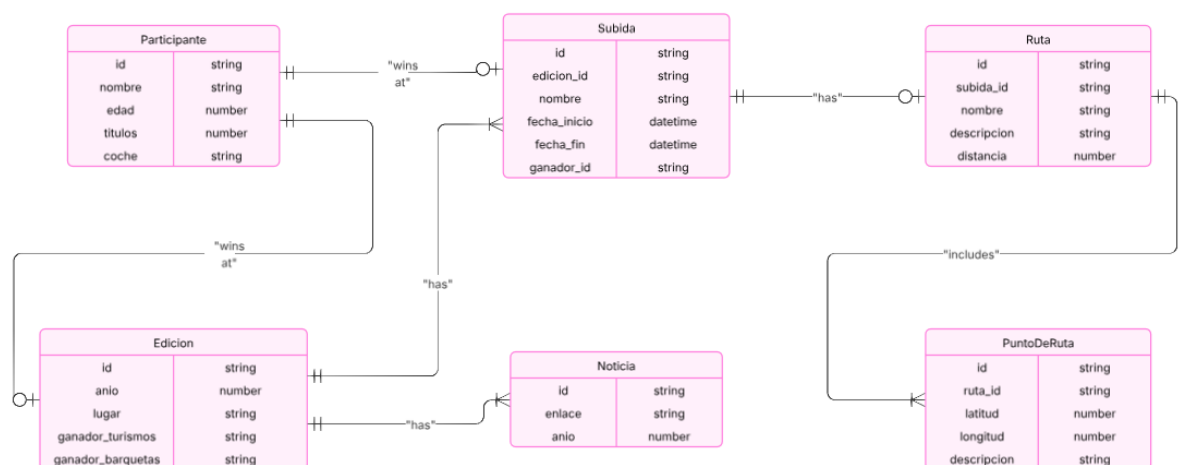 Participante
id string
nombre string
edad number
titulos number
coche string
"wins
at"
Subida
id string
edicion_id string
nombre string
fecha_inicio datetime
fecha_fin datetime
ganador_id string
"has"
Ruta
id string
subida_id string
nombre string
descripcion string
distancia number
"wins
at"
"has"
"includes"
Edicion
id string
anio number
lugar string
ganador_turismos string
ganador_barquetas string
"has"
Noticia
id string
enlace string
anio number
PuntoDeRuta
id string
ruta_id string
latitud number
longitud number
descripcion string